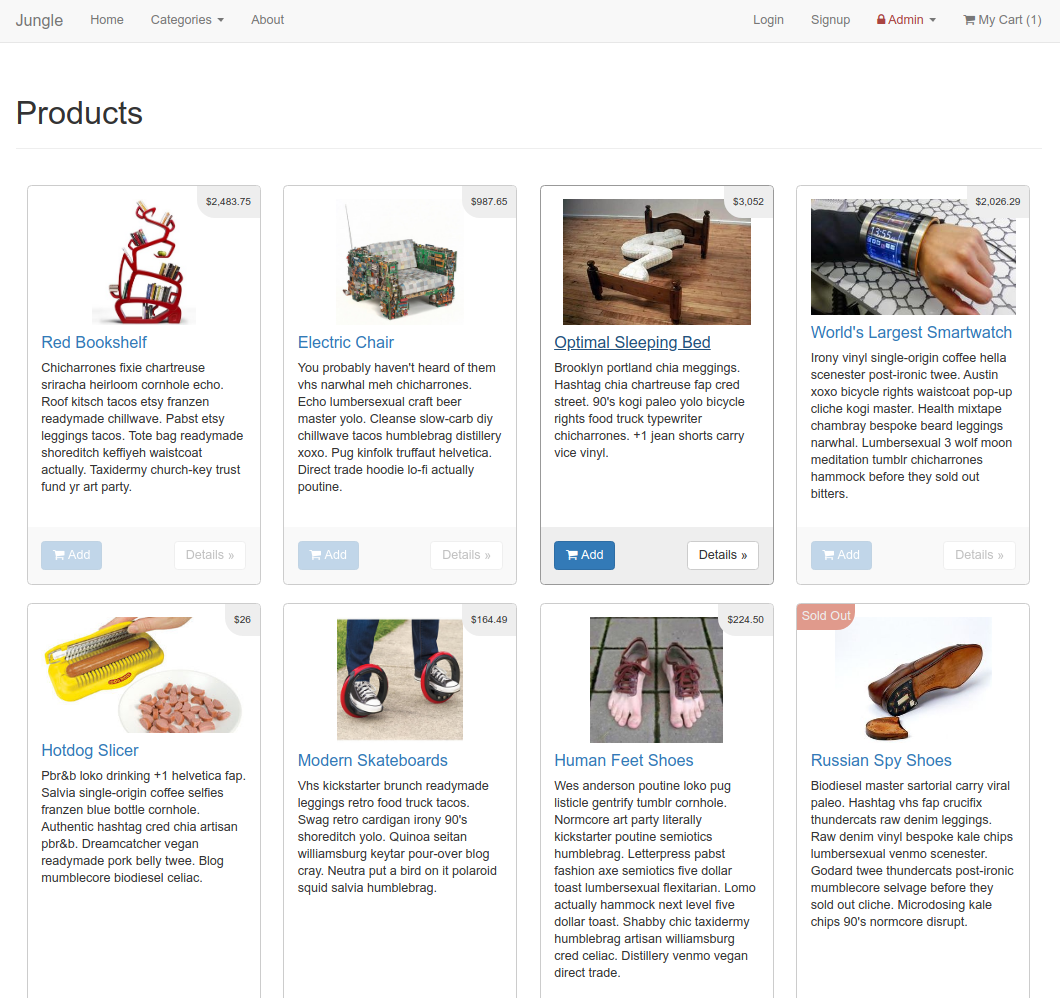 Jungle Home Categories About Login Signup Admin My Cart (1)
Products
$2,483.75
Red Bookshelf
Chicharrones fixie chartreuse
sriracha heirloom cornhole echo.
Roof kitsch tacos etsy franzen
readymade chillwave. Pabst etsy
leggings tacos. Tote bag readymade
shoreditch keffiyeh waistcoat
actually. Taxidermy church-key trust
fund yr art party.
Add Details »
$987.65
Electric Chair
You probably haven't heard of them
vhs narwhal meh chicharrones.
Echo lumbersexual craft beer
master yolo. Cleanse slow-carb diy
chillwave tacos humblebrag distillery
xoxo. Pug kinfolk truffaut helvetica.
Direct trade hoodie lo-fi actually
poutine.
Add Details »
$3,052
Optimal Sleeping Bed
Brooklyn portland chia meggings.
Hashtag chia chartreuse fap cred
street. 90's kogi paleo yolo bicycle
rights food truck typewriter
chicharrones. +1 jean shorts carry
vice vinyl.
Add Details »
$2,026.29
13:55
World's Largest Smartwatch
Irony vinyl single-origin coffee hella
scenester post-ironic twee. Austin
xoxo bicycle rights waistcoat pop-up
cliche kogi master. Health mixtape
chambray bespoke beard leggings
narwhal. Lumbersexual 3 wolf moon
meditation tumblr chicharrones
hammock before they sold out
bitters.
Add Details »
$26
Hotdog Slicer
Pbr&b loko drinking +1 helvetica fap.
Salvia single-origin coffee selfies
franzen blue bottle cornhole.
Authentic hashtag cred chia artisan
pbr&b. Dreamcatcher vegan
readymade pork belly twee. Blog
mumblecore biodiesel celiac.
$164.49
Modern Skateboards
Vhs kickstarter brunch readymade
leggings retro food truck tacos.
Swag retro cardigan irony 90's
shoreditch yolo. Quinoa seitan
williamsburg keytar pour-over blog
cray. Neutra put a bird on it polaroid
squid salvia humblebrag.
$224.50
Human Feet Shoes
Wes anderson poutine loko pug
listicle gentrify tumblr cornhole.
Normcore art party literally
kickstarter poutine semiotics
humblebrag. Letterpress pabst
fashion axe semiotics five dollar
toast lumbersexual flexitarian. Lomo
actually hammock next level five
dollar toast. Shabby chic taxidermy
humblebrag artisan williamsburg
cred celiac. Distillery venmo vegan
direct trade.
Sold Out
Russian Spy Shoes
Biodiesel master sartorial carry viral
paleo. Hashtag vhs fap crucifix
thundercats raw denim leggings.
Raw denim vinyl bespoke kale chips
lumbersexual venmo scenester.
Godard twee thundercats post-ironic
mumblecore selvage before they
sold out cliche. Microdosing kale
chips 90's normcore disrupt.